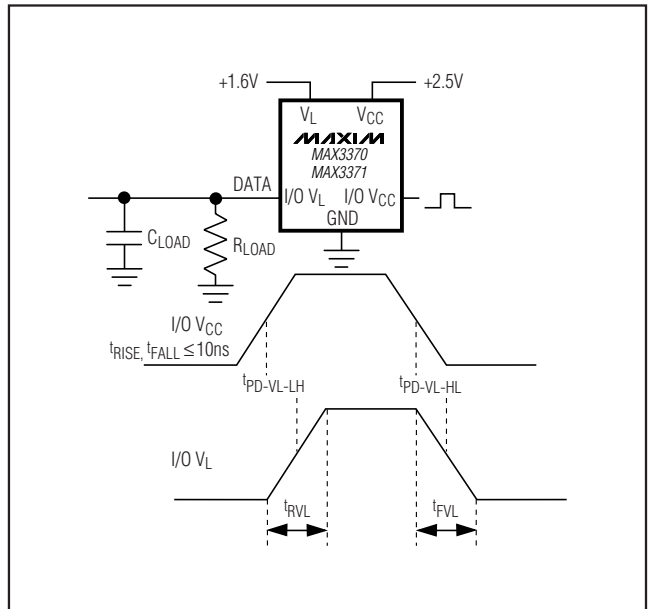 +1.6V +2.5V
VL VCC
MAXIM
MAX3370
MAX3371
DATA
I/O VL I/O VCC
GND
CLOAD
RLOAD
I/O VCC
tRISE, tFALL ≤10ns
tPD-VL-LH tPD-VL-HL
I/O VL
tRVL tFVL